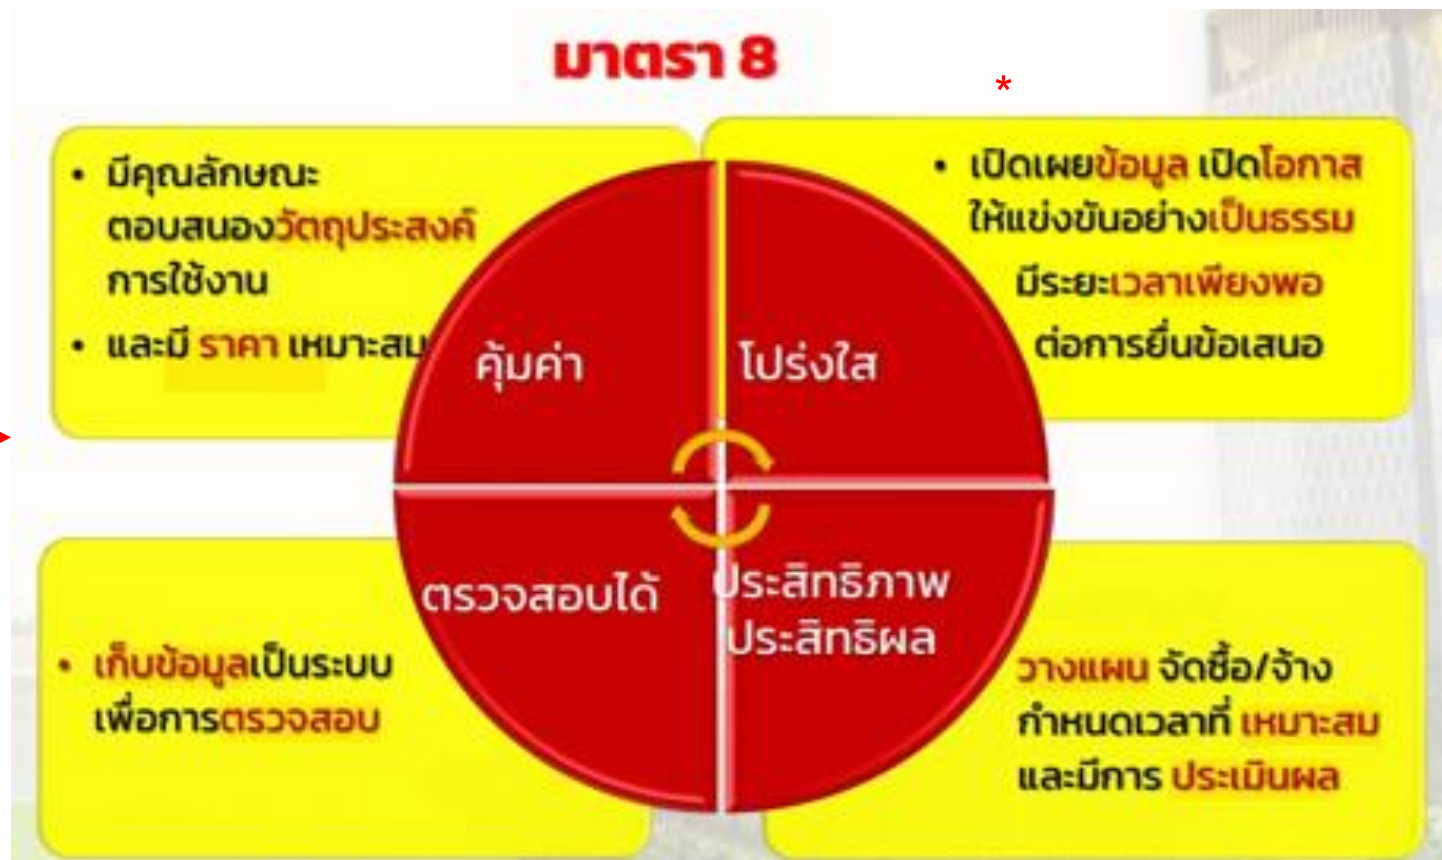 มาตรา 8
*
• มีคุณลักษณะ
ตอบสนองวัตถุประสงค์
การใช้งาน
• และมี ราคา เหมาะสม
คุ้มค่า
• เปิดเผยข้อมูล เปิดโอกาส
ให้แข่งขันอย่างเป็นธรรม
มีระยะเวลาเพียงพอ
ต่อการยื่นข้อเสนอ
โปร่งใส
ตรวจสอบได้
• เก็บข้อมูลเป็นระบบ
เพื่อการตรวจสอบ
ประสิทธิภาพ
ประสิทธิผล
วางแผน จัดซื้อ/จ้าง
กำหนดเวลาที่ เหมาะสม
และมีการ ประเมินผล